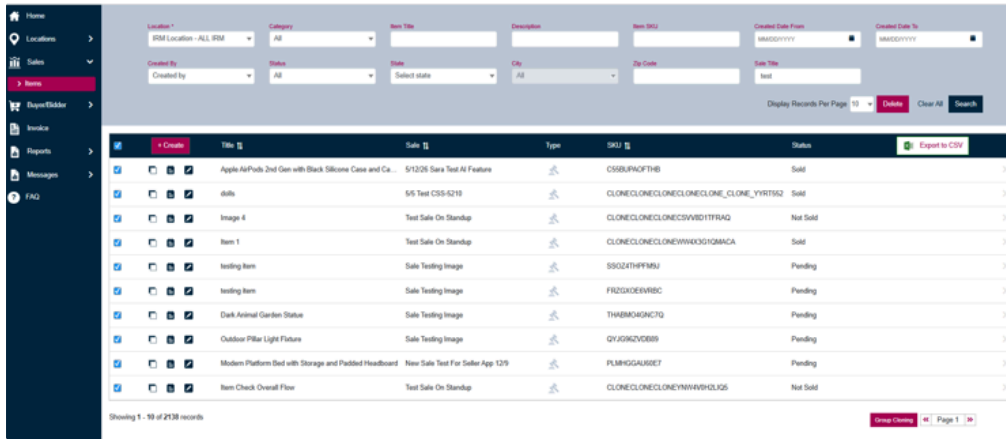 Home
Locations
Sales
> Items
Buyer/Bidder
Invoice
Reports
Messages
FAQ
Location * Category Item Title Description Item SKU Created Date From Created Date To
IRM Location - ALL IRM All MM/DD/YYYY MM/DD/YYYY
Created By Status State City Zip Code Sale Title
Created by All Select state All test
Display Records Per Page 10 Delete Clear All Search
+ Create Title Sale Type SKU Status Export to CSV
Apple AirPods 2nd Gen with Black Silicone Case and Ca... 5/12/26 Sara Test AI Feature C55BUPAOFTHB Sold
dolls 5/5 Test CSS-5210 CLONECLONECLONECLONECLONE_CLONE_YYRT552 Sold
Image 4 Test Sale On Standup CLONECLONECLONECSVV8D1TFRAQ Not Sold
Item 1 Test Sale On Standup CLONECLONECLONEWW4X3G1QMACA Sold
testing item Sale Testing Image SSOZ4THPFM9J Pending
testing item Sale Testing Image FRZGXOE6VRBC Pending
Dark Animal Garden Statue Sale Testing Image THABMO4GNC7Q Pending
Outdoor Pillar Light Fixture Sale Testing Image QYJG96ZVDB89 Pending
Modern Platform Bed with Storage and Padded Headboard New Sale Test For Seller App 12/9 PLMHGGAU60E7 Pending
Item Check Overall Flow Test Sale On Standup CLONECLONECLONEYNW4V0H2LIQ5 Not Sold
Showing 1 - 10 of 2138 records
Group Cloning Page 1